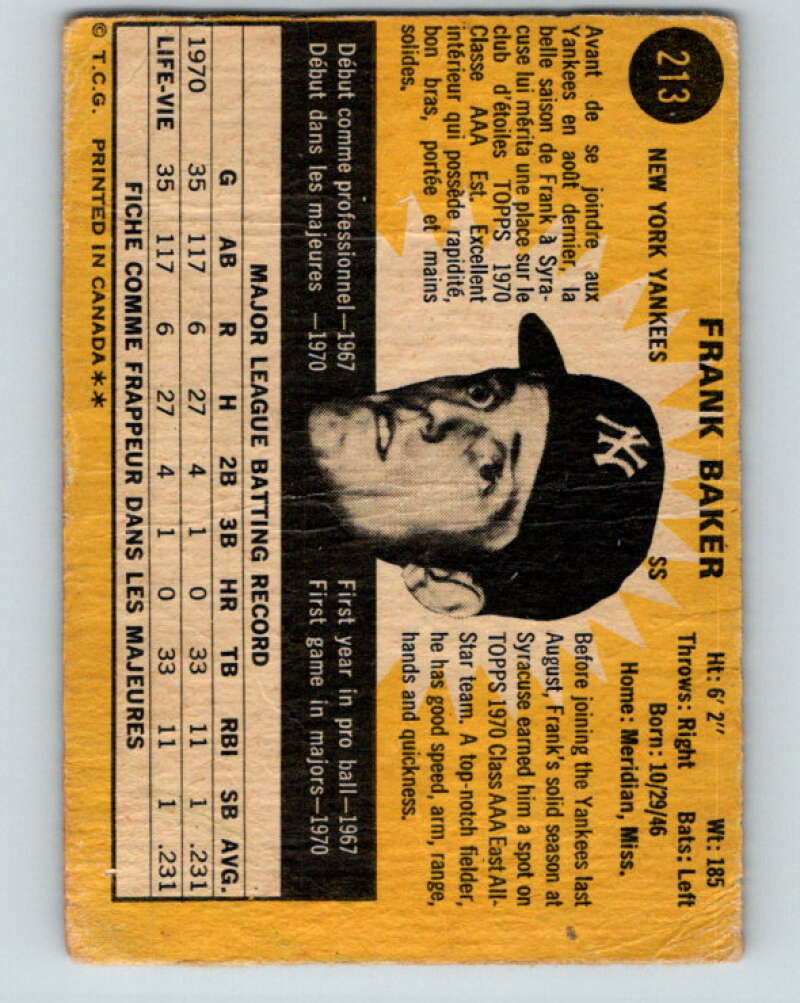 213
FRANK BAKER
NEW YORK YANKEES
SS
Ht: 6' 2" Wt: 185
Throws: Right Bats: Left
Born: 10/29/46
Home: Meridian, Miss.
Avant de se joindre aux
Yankees en août dernier, la
belle saison de Frank à Syra-
cuse lui mérita une place sur le
club d'étoiles TOPPS 1970
Classe AAA Est. Excellent
intérieur qui possède rapidité,
bon bras, portée et mains
solides.
Before joining the Yankees last
August, Frank's solid season at
Syracuse earned him a spot on
TOPPS 1970 Class AAA East All-
Star team. A top-notch fielder,
he has good speed, arm, range,
hands and quickness.
NY
Début comme professionnel—1967
Début dans les majeures —1970
First year in pro ball—1967
First game in majors—1970
MAJOR LEAGUE BATTING RECORD
G AB R H 2B 3B HR TB RBI SB AVG.
1970 35 117 6 27 4 1 0 33 11 1 .231
LIFE-VIE 35 117 6 27 4 1 0 33 11 1 .231
FICHE COMME FRAPPEUR DANS LES MAJEURES
© T.C.G. PRINTED IN CANADA**